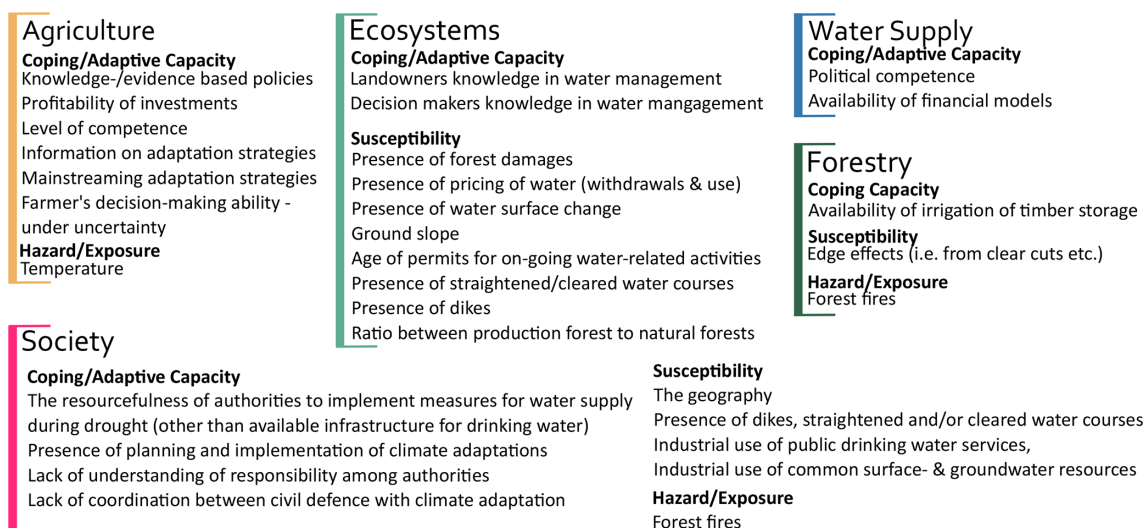 Agriculture
Coping/Adaptive Capacity
Knowledge-/evidence based policies
Profitability of investments
Level of competence
Information on adaptation strategies
Mainstreaming adaptation strategies
Farmer's decision-making ability -
under uncertainty
Hazard/Exposure
Temperature
Ecosystems
Coping/Adaptive Capacity
Landowners knowledge in water management
Decision makers knowledge in water mangagement
Susceptibility
Presence of forest damages
Presence of pricing of water (withdrawals & use)
Presence of water surface change
Ground slope
Age of permits for on-going water-related activities
Presence of straightened/cleared water courses
Presence of dikes
Ratio between production forest to natural forests
Water Supply
Coping/Adaptive Capacity
Political competence
Availability of financial models
Forestry
Coping Capacity
Availability of irrigation of timber storage
Susceptibility
Edge effects (i.e. from clear cuts etc.)
Hazard/Exposure
Forest fires
Society
Coping/Adaptive Capacity
The resourcefulness of authorities to implement measures for water supply
during drought (other than available infrastructure for drinking water)
Presence of planning and implementation of climate adaptations
Lack of understanding of responsibility among authorities
Lack of coordination between civil defence with climate adaptation
Susceptibility
The geography
Presence of dikes, straightened and/or cleared water courses
Industrial use of public drinking water services,
Industrial use of common surface- & groundwater resources
Hazard/Exposure
Forest fires